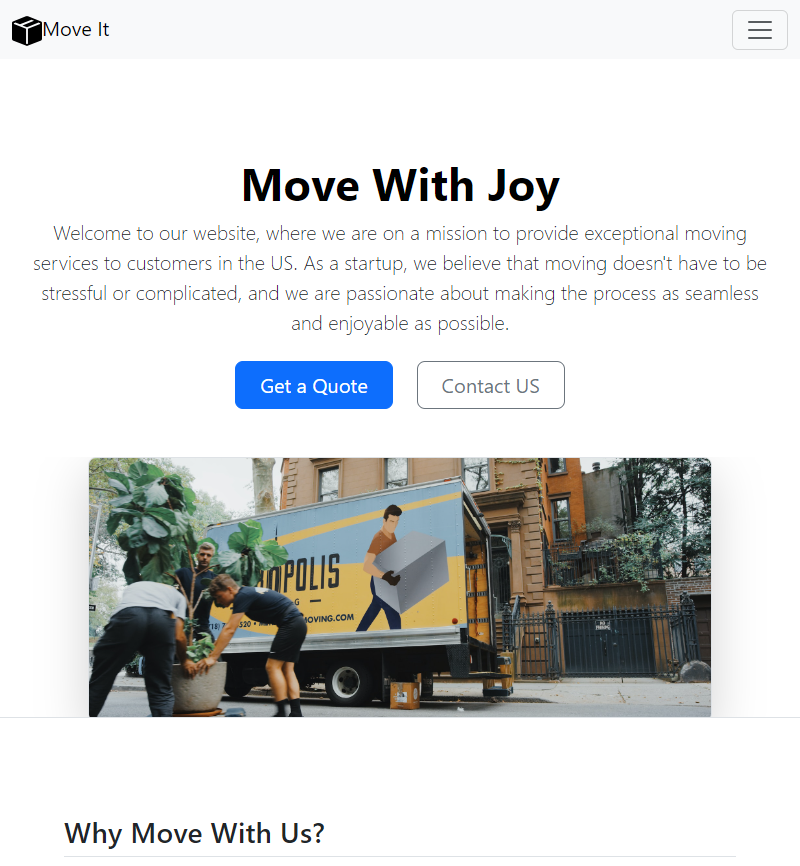 Move It
Move With Joy
Welcome to our website, where we are on a mission to provide exceptional moving
services to customers in the US. As a startup, we believe that moving doesn't have to be
stressful or complicated, and we are passionate about making the process as seamless
and enjoyable as possible.
Get a Quote
Contact US
Why Move With Us?